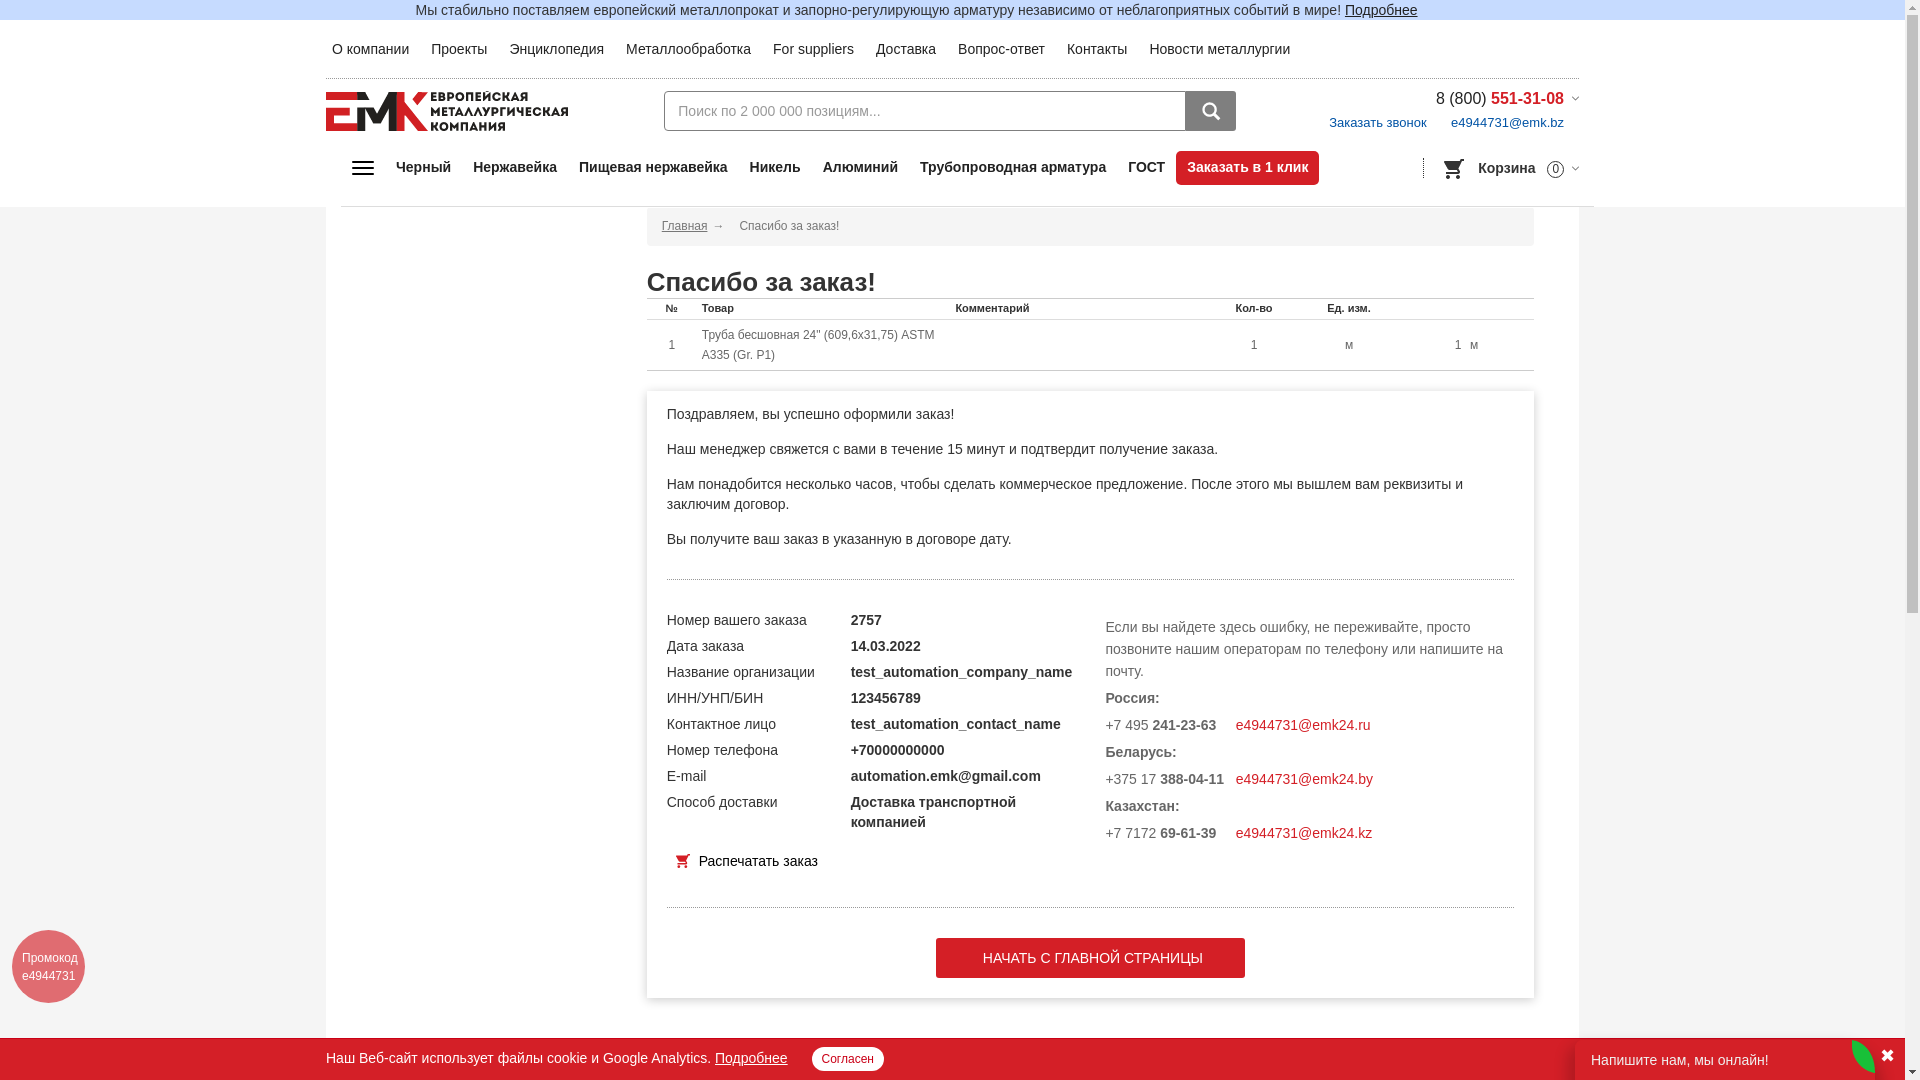 Мы стабильно поставляем европейский металлопрокат и запорно-регулирующую арматуру независимо от неблагоприятных событий в мире! Подробнее
О компании Проекты Энциклопедия Металлообработка For suppliers Доставка Вопрос-ответ Контакты Новости металлургии
ЕМК ЕВРОПЕЙСКАЯ
МЕТАЛЛУРГИЧЕСКАЯ
КОМПАНИЯ
Поиск по 2 000 000 позициям...
8 (800) 551-31-08
Заказать звонок e4944731@emk.bz
Черный Нержавейка Пищевая нержавейка Никель Алюминий Трубопроводная арматура ГОСТ Заказать в 1 клик Корзина 0
Главная → Спасибо за заказ!
Спасибо за заказ!
№ Товар Комментарий Кол-во Ед. изм.
1 Труба бесшовная 24" (609,6x31,75) ASTM A335 (Gr. P1) 1 м 1 м
Поздравляем, вы успешно оформили заказ!
Наш менеджер свяжется с вами в течение 15 минут и подтвердит получение заказа.
Нам понадобится несколько часов, чтобы сделать коммерческое предложение. После этого мы вышлем вам реквизиты и
заключим договор.
Вы получите ваш заказ в указанную в договоре дату.
Номер вашего заказа 2757
Дата заказа 14.03.2022
Название организации test_automation_company_name
ИНН/УНП/БИН 123456789
Контактное лицо test_automation_contact_name
Номер телефона +70000000000
E-mail automation.emk@gmail.com
Способ доставки Доставка транспортной
компанией
Распечатать заказ
Если вы найдете здесь ошибку, не переживайте, просто
позвоните нашим операторам по телефону или напишите на
почту.
Россия:
+7 495 241-23-63 e4944731@emk24.ru
Беларусь:
+375 17 388-04-11 e4944731@emk24.by
Казахстан:
+7 7172 69-61-39 e4944731@emk24.kz
НАЧАТЬ С ГЛАВНОЙ СТРАНИЦЫ
Промокод
e4944731
Наш Веб-сайт использует файлы cookie и Google Analytics. Подробнее Согласен
Напишите нам, мы онлайн!